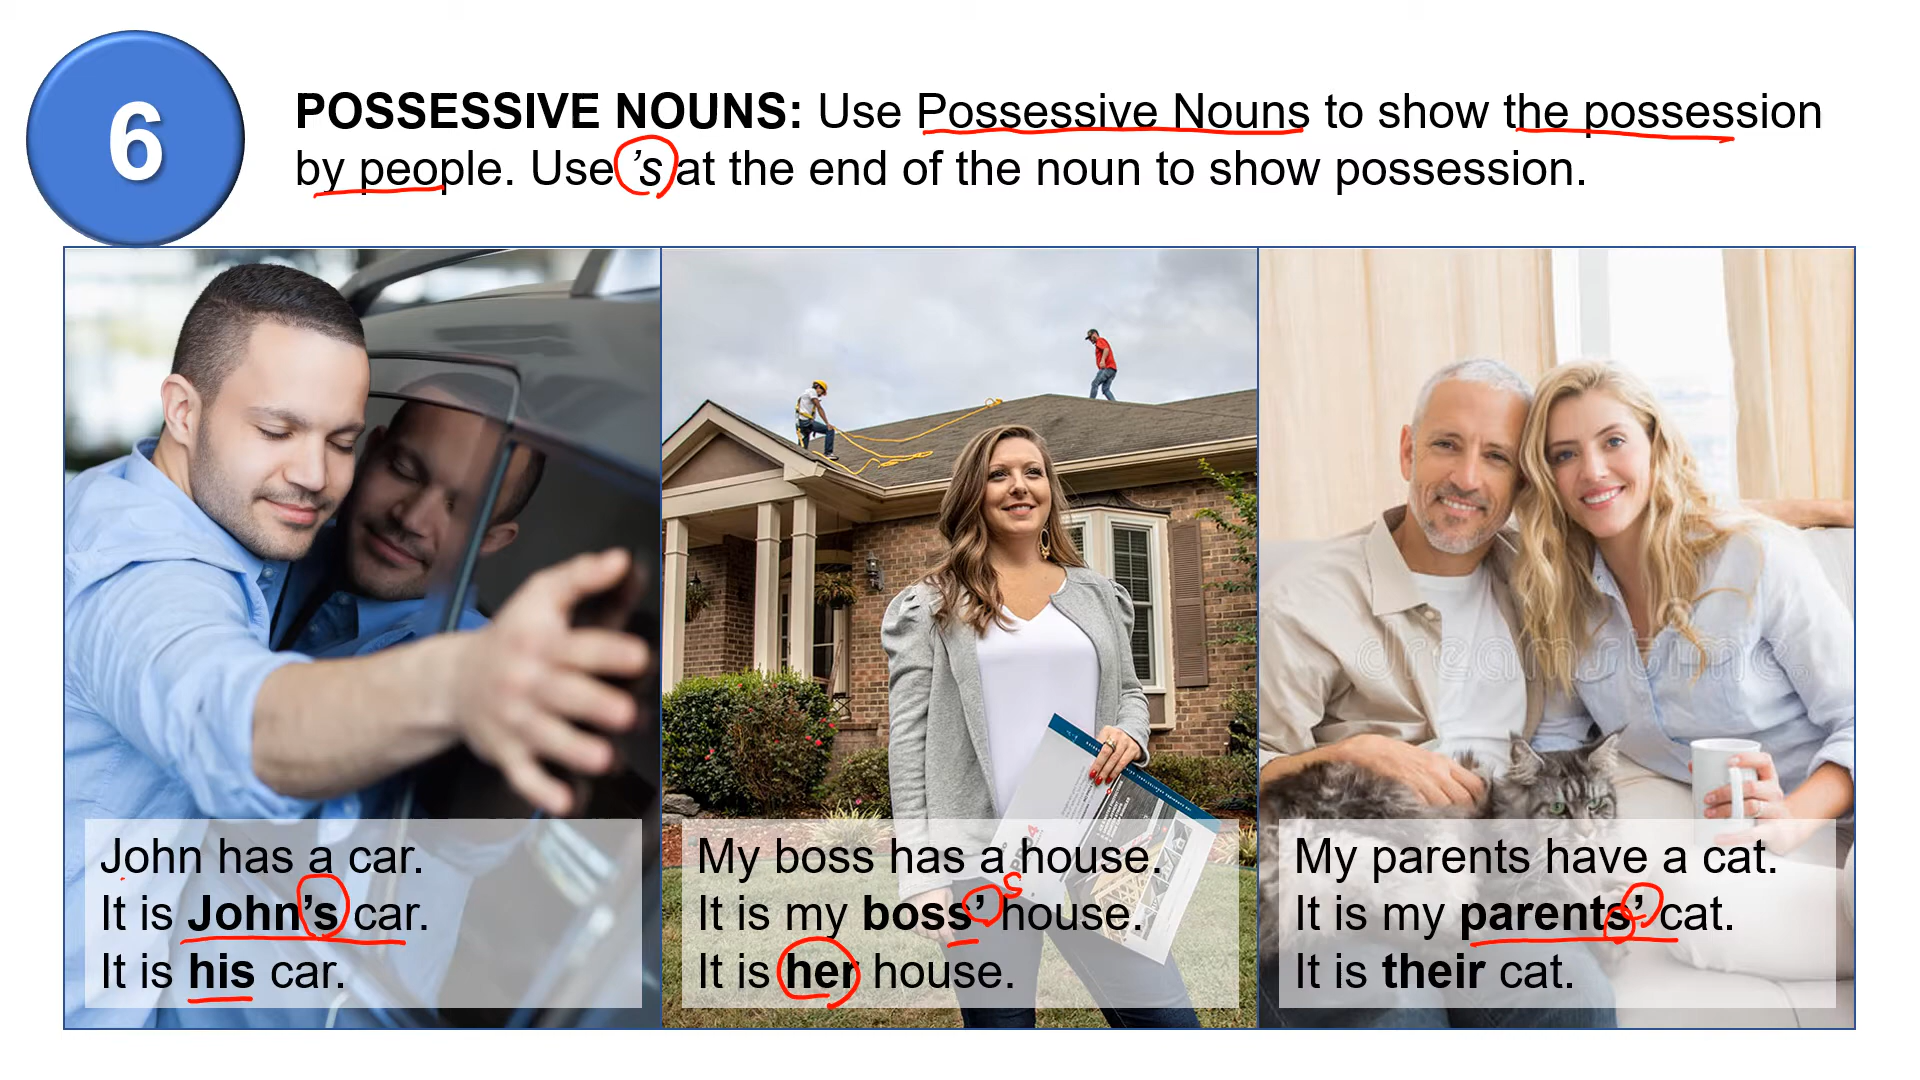 6
POSSESSIVE NOUNS: Use Possessive Nouns to show the possession
by people. Use ’s at the end of the noun to show possession.
John has a car.
It is John’s car.
It is his car.
My boss has a house.
It is my boss’ s house.
It is her house.
dreamstime.
My parents have a cat.
It is my parents’ cat.
It is their cat.